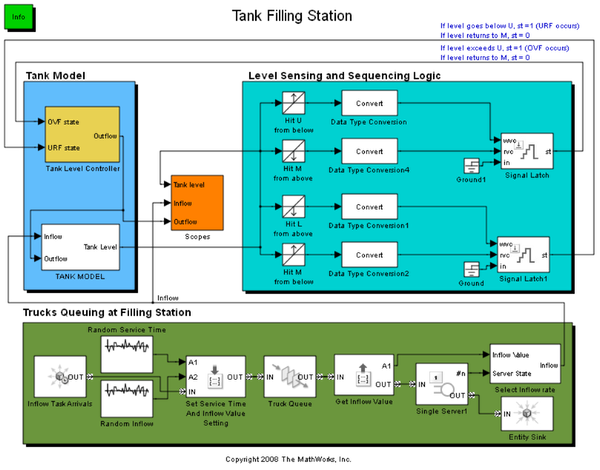 Info
Tank Filling Station
If level goes below U, st =1 (URF occurs)
If level returns to M, st = 0
If level exceeds U, st =1 (OVF occurs)
If level returns to M, st = 0
Tank Model
OVF state
URF state
Outflow
Tank Level Controller
Inflow
Outflow
Tank Level
TANK MODEL
Tank level
Inflow
Outflow
Scopes
Level Sensing and Sequencing Logic
Hit U
from below
Convert
Data Type Conversion
Hit M
from above
Convert
Data Type Conversion4
wvc
rvc
in
st
Signal Latch
Ground1
Hit L
from above
Convert
Data Type Conversion1
Hit M
from below
Convert
Data Type Conversion2
wvc
rvc
in
st
Signal Latch1
Ground
Inflow
Trucks Queuing at Filling Station
Random Service Time
OUT
Inflow Task Arrivals
Random Inflow
A1
A2
IN
OUT
Set Service Time
And Inflow Value
Setting
IN
OUT
Truck Queue
IN
A1
OUT
Get Inflow Value
IN
#n
OUT
Single Server1
Inflow Value
Server State
Inflow
Select Inflow rate
IN
Entity Sink
Copyright 2008 The MathWorks, Inc.